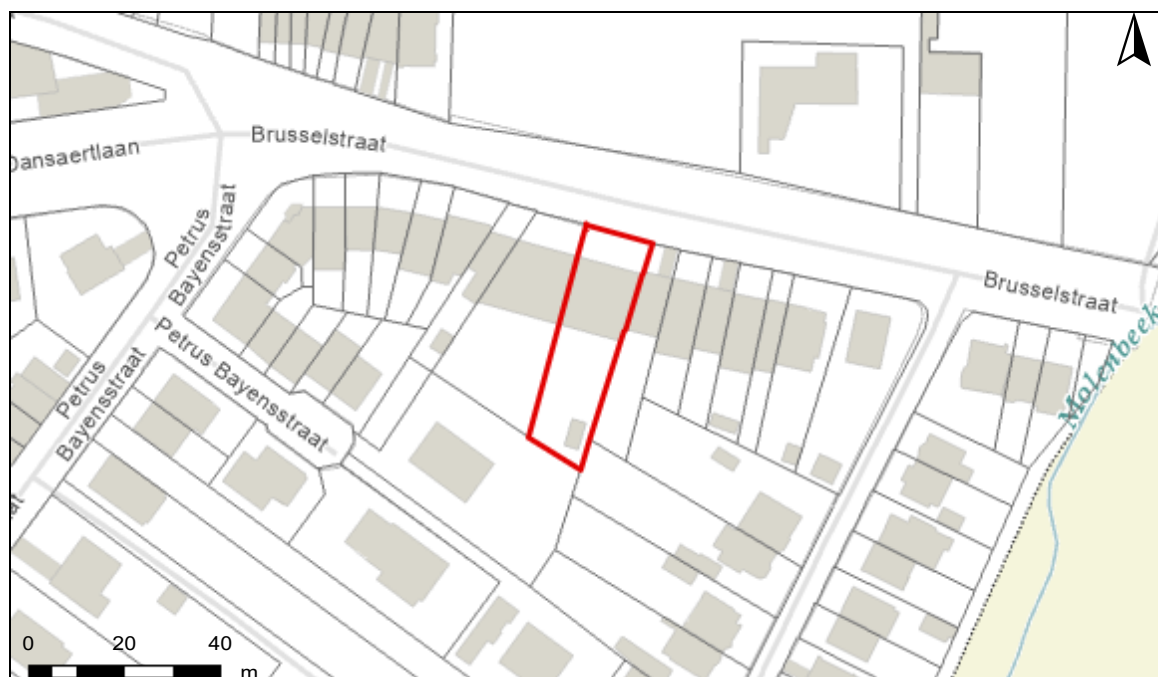 Brusselstraat
Dansaertlaan
Petrus
Bayensstraat
Brusselstraat
Molenbeek
Petrus Bayensstraat
Petrus
Bayensstraat
0 20 40
m